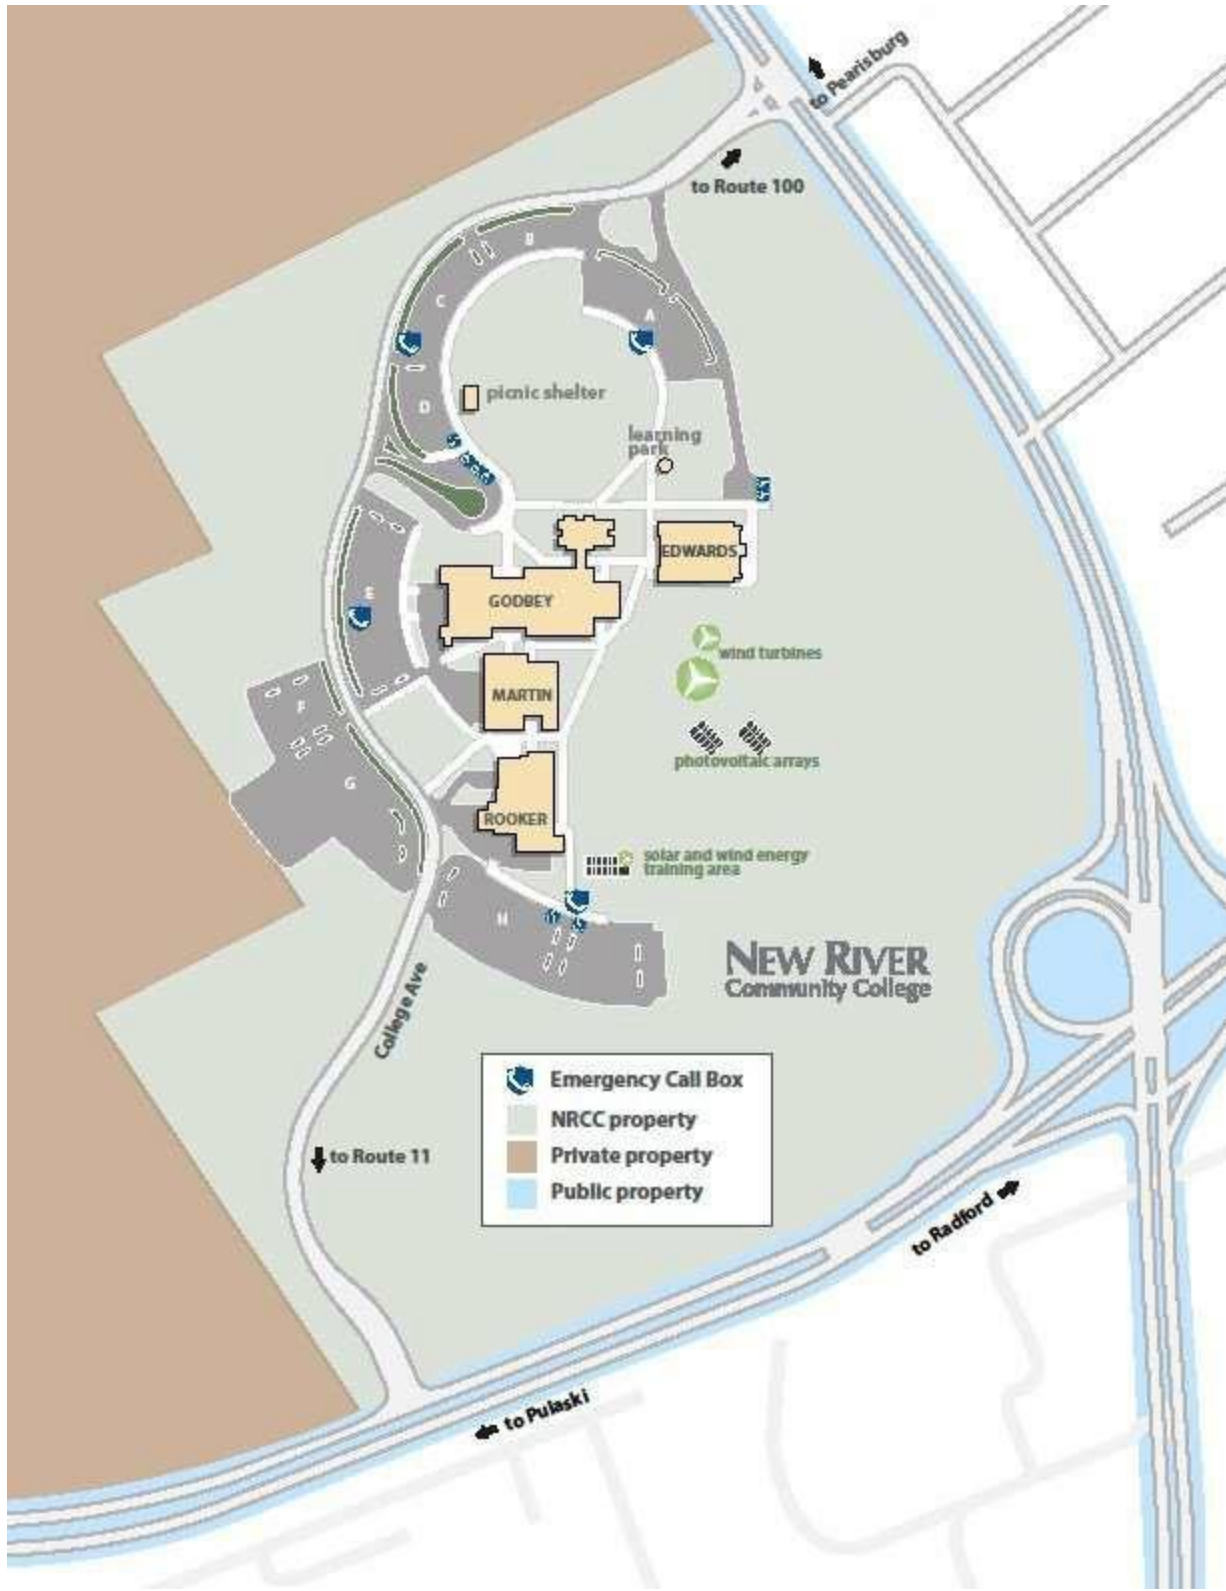 to Pearisburg
to Route 100
B
C
A
picnic shelter
D
learning
park
EDWARDS
E
GODBEY
wind turbines
MARTIN
F
photovoltaic arrays
G
ROOKER
solar and wind energy
training area
H
NEW RIVER
Community College
College Ave
Emergency Call Box
NRCC property
to Route 11
Private property
Public property
to Radford
to Pulaski